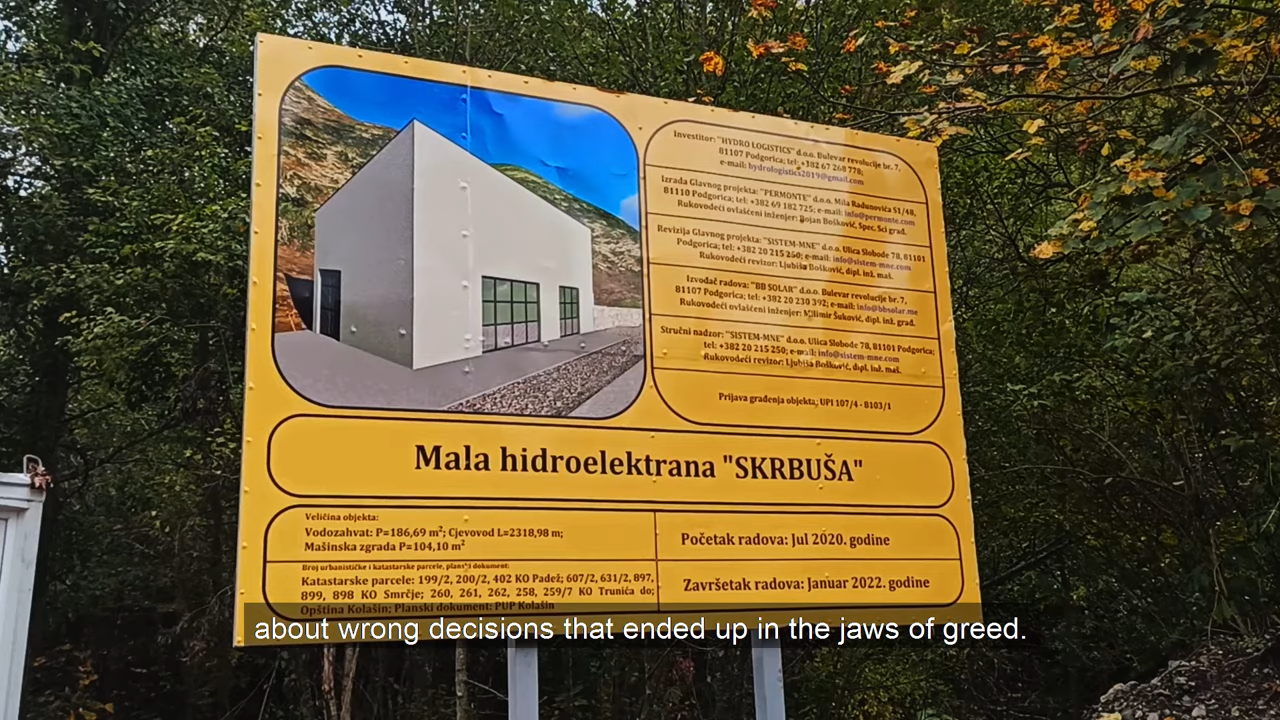 Investitor: "HYDRO LOGISTICS" d.o.o. Bulevar revolucije br. 7,
81107 Podgorica; tel: +382 67 268 778;
e-mail: hydrologistics2019@gmail.com
Izrada Glavnog projekta: "PERMONTE" d.o.o. Mila Radunovića S1/48,
81110 Podgorica; tel: +382 69 182 725; e-mail: info@permonte.com
Rukovodeći ovlašćeni inženjer: Bojan Bošković, Spec. Sci građ.
Revizija Glavnog projekta: "SISTEM-MNE" d.o.o. Ulica Slobode 78, 81101
Podgorica; tel: +382 20 215 250; e-mail: info@sistem-mne.com
Rukovodeći revizor: Ljubiša Bošković, dipl. inž. maš.
Izvođač radova: "BB SOLAR" d.o.o. Bulevar revolucije br. 7,
81107 Podgorica; tel: +382 20 230 392; e-mail: info@bbsolar.me
Rukovodeći ovlašćeni inženjer: Milimir Šuković, dipl. inž. građ.
Stručni nadzor: "SISTEM-MNE" d.o.o. Ulica Slobode 78, 81101 Podgorica;
tel: +382 20 215 250; e-mail: info@sistem-mne.com
Rukovodeći revizor: Ljubiša Bošković, dipl. inž. maš.
Prijava građenja objekta; UPI 107/4 - 8103/1
Mala hidroelektrana "SKRBUŠA"
Veličina objekta:
Vodozahvat: P=186,69 m²; Cjevovod L=2318,98 m;
Mašinska zgrada P=104,10 m²
Početak radova: Jul 2020. godine
Broj urbanističke i katastarske parcele, planski dokument:
Katastarske parcele: 199/2, 200/2, 402 KO Padež; 607/2, 631/2, 897,
899, 898 KO Smrčje; 260, 261, 262, 258, 259/7 KO Trunića do;
Opština Kolašin; Planski dokument: PUP Kolašin
Završetak radova: Januar 2022. godine
about wrong decisions that ended up in the jaws of greed.